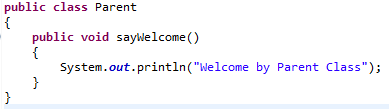 public class Parent
{
    public void sayWelcome()
    {
        System.out.println("Welcome by Parent Class");
    }
}